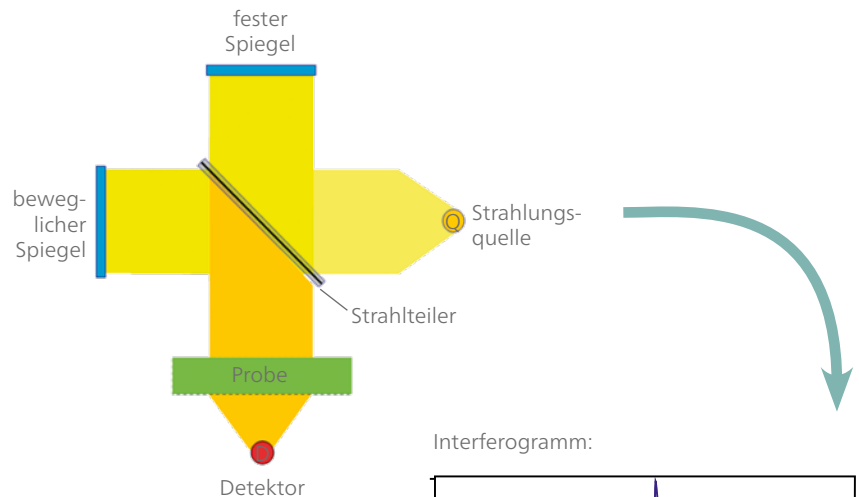 fester
Spiegel
beweg-
licher
Spiegel
Q
Strahlungs-
quelle
Strahlteiler
Probe
D
Detektor
Interferogramm: